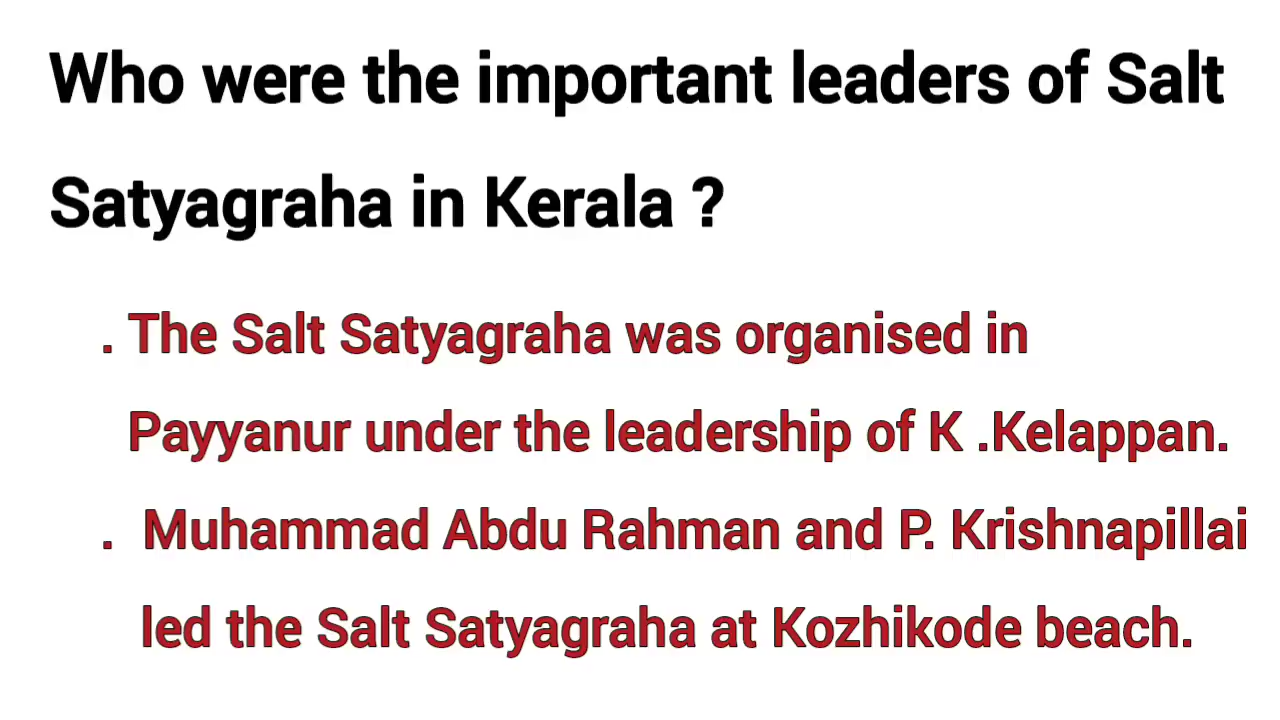 Who were the important leaders of Salt
Satyagraha in Kerala ?
. The Salt Satyagraha was organised in
Payyanur under the leadership of K .Kelappan.
. Muhammad Abdu Rahman and P. Krishnapillai
led the Salt Satyagraha at Kozhikode beach.